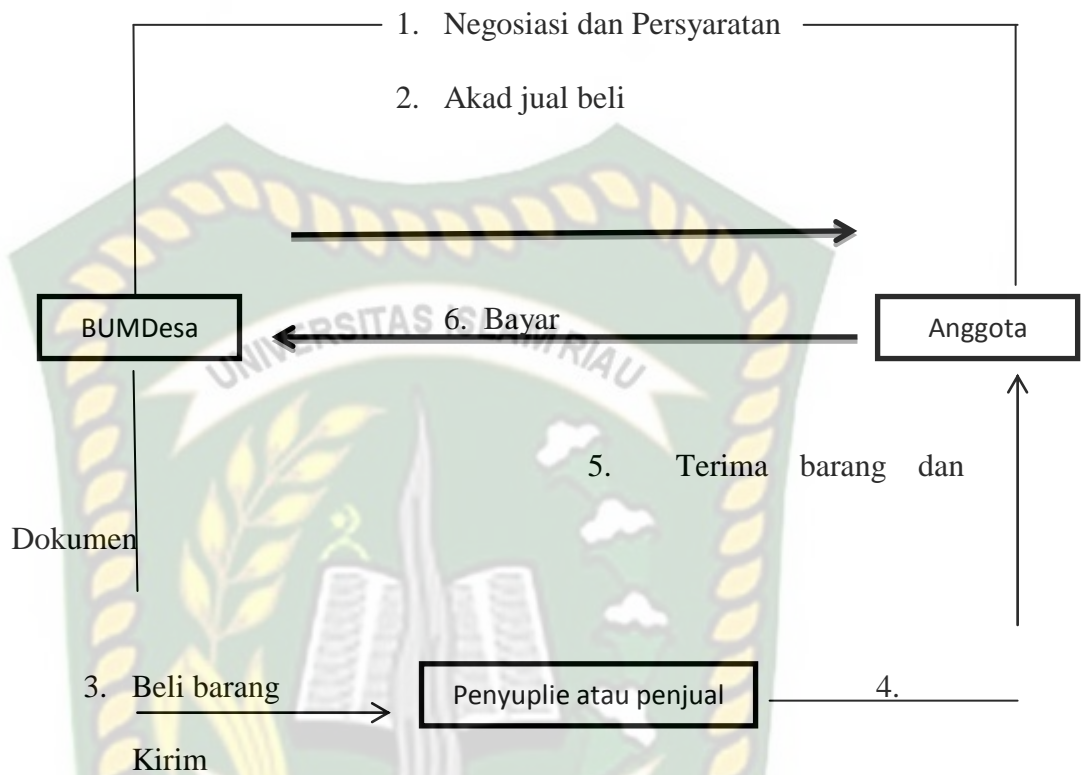 1. Negosiasi dan Persyaratan
2. Akad jual beli
BUMDesa
6. Bayar
Anggota
UNIVERSITAS ISLAM RIAU
5. Terima barang dan
Dokumen
3. Beli barang
Penyuplie atau penjual
4.
Kirim